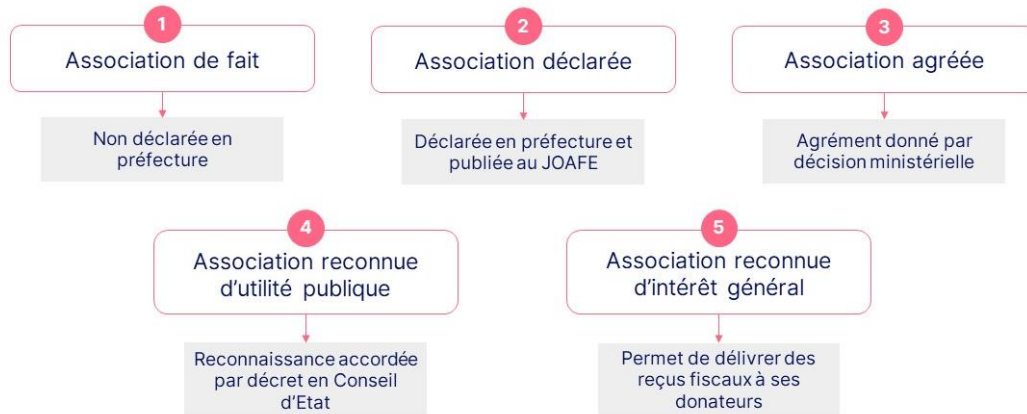 1
Association de fait
Non déclarée en
préfecture
2
Association déclarée
Déclarée en préfecture et
publiée au JOAFE
3
Association agréée
Agrément donné par
décision ministérielle
4
Association reconnue
d'utilité publique
Reconnaissance accordée
par décret en Conseil
d'Etat
5
Association reconnue
d'intérêt général
Permet de délivrer des
reçus fiscaux à ses
donateurs